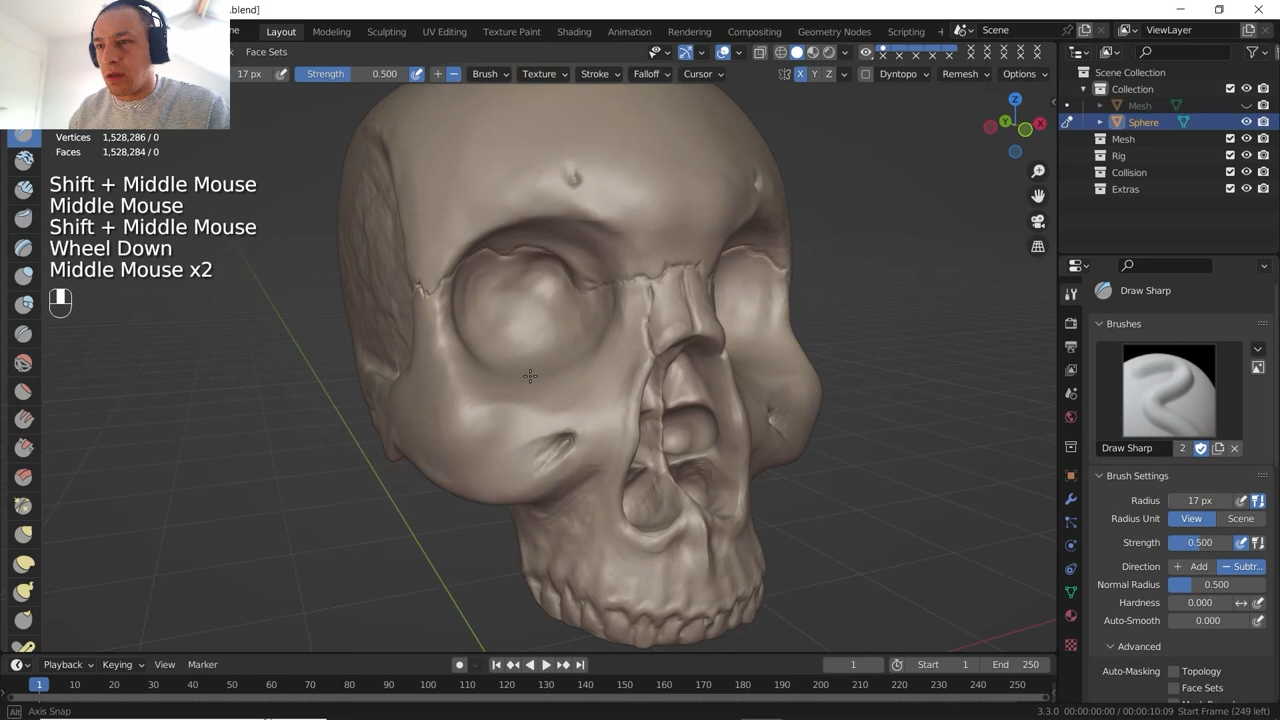 .blend]
Layout Modeling Sculpting UV Editing Texture Paint Shading Animation Rendering Compositing Geometry Nodes Scripting + Scene ViewLayer
Face Sets
17 px Strength 0.500 + − Brush Texture Stroke Falloff Cursor X Y Z Dyntopo Remesh Options
Scene Collection
Collection
Mesh
Sphere
Mesh
Rig
Collision
Extras
Z
Y X
Vertices 1,528,286 / 0
Faces 1,528,284 / 0
Shift + Middle Mouse
Middle Mouse
Shift + Middle Mouse
Wheel Down
Middle Mouse x2
Draw Sharp
Brushes
Draw Sharp 2
Brush Settings
Radius 17 px
Radius Unit View Scene
Strength 0.500
Direction + Add − Subtr...
Normal Radius 0.500
Hardness 0.000
Auto-Smooth 0.000
Advanced
Auto-Masking Topology
Face Sets
Playback Keying View Marker 1 Start 1 End 250
1 10 20 30 40 50 60 70 80 90 100 110 120 130 140 150 160 170 180 190 200 210 220 230 240 250
Alt Axis Snap 3.3.0 00:00:00:00 / 00:00:10:09 Start Frame (249 left)